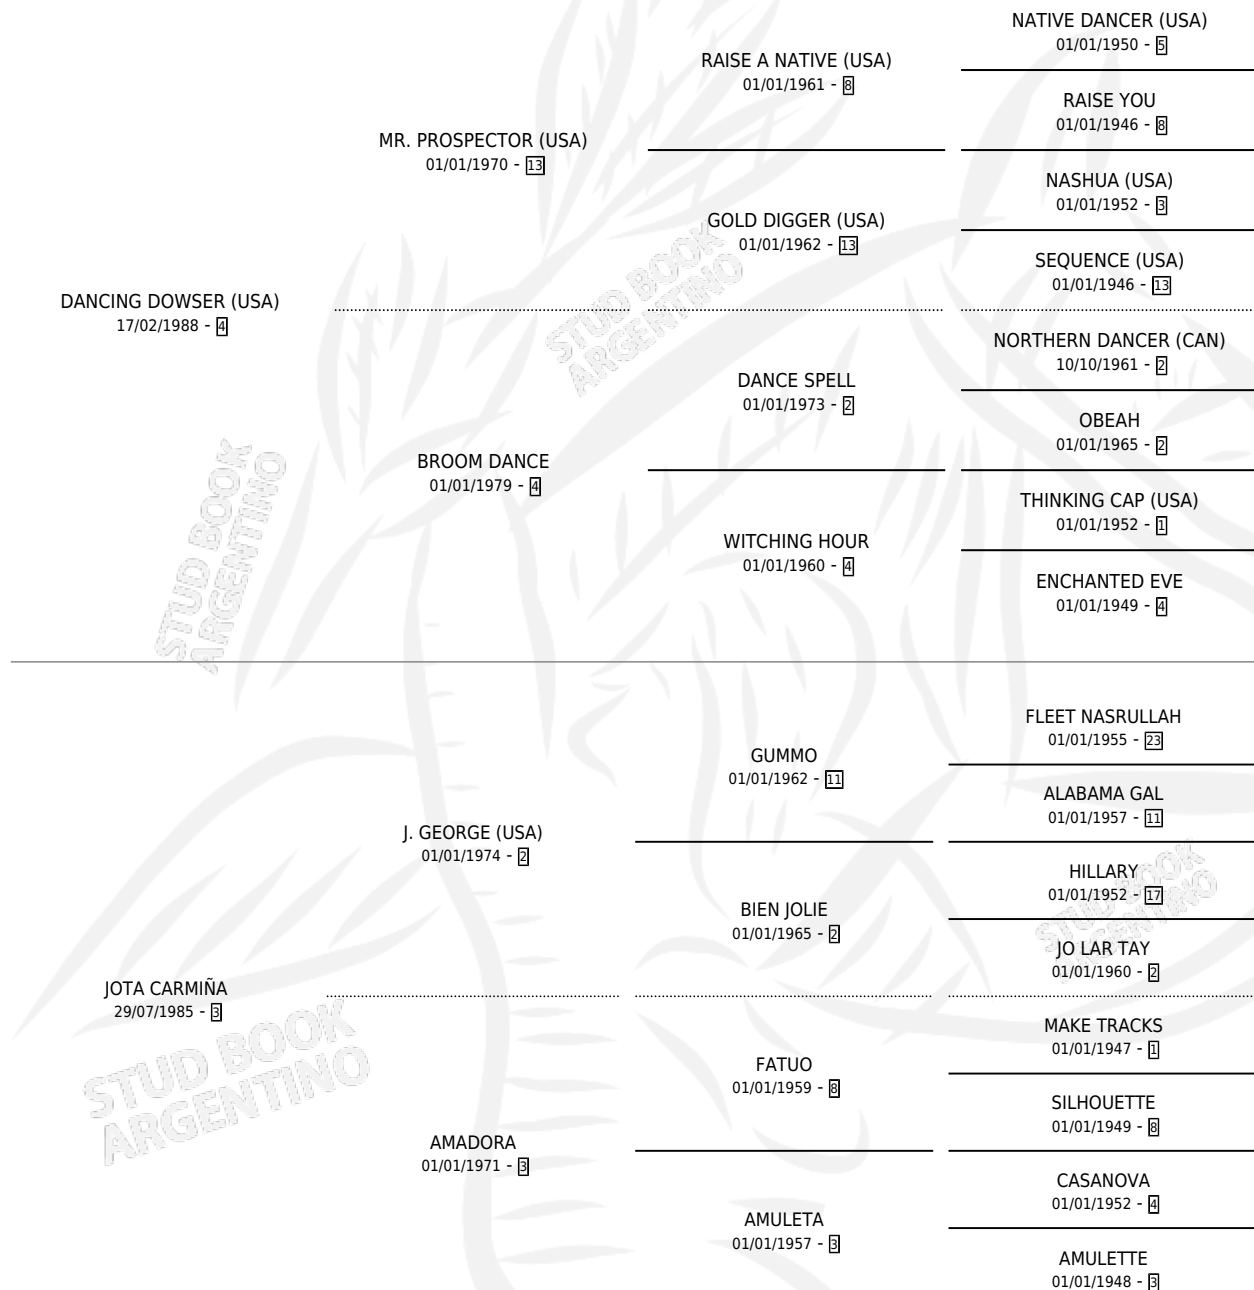 NATIVE DANCER (USA)
01/01/1950 - 5
RAISE A NATIVE (USA)
01/01/1961 - 8
RAISE YOU
01/01/1946 - 8
MR. PROSPECTOR (USA)
01/01/1970 - 13
NASHUA (USA)
01/01/1952 - 3
GOLD DIGGER (USA)
01/01/1962 - 13
SEQUENCE (USA)
01/01/1946 - 13
DANCING DOWSER (USA)
17/02/1988 - 4
STUD BOOK
ARGENTINO
NORTHERN DANCER (CAN)
10/10/1961 - 2
DANCE SPELL
01/01/1973 - 2
OBEAH
01/01/1965 - 2
BROOM DANCE
01/01/1979 - 4
THINKING CAP (USA)
01/01/1952 - 1
WITCHING HOUR
01/01/1960 - 4
ENCHANTED EVE
01/01/1949 - 4
STUD BOOK
ARGENTINO
FLEET NASRULLAH
01/01/1955 - 23
GUMMO
01/01/1962 - 11
ALABAMA GAL
01/01/1957 - 11
J. GEORGE (USA)
01/01/1974 - 2
HILLARY
01/01/1952 - 17
BIEN JOLIE
01/01/1965 - 2
STUD BOOK
ARGENTINO
JO LAR TAY
01/01/1960 - 2
JOTA CARMIÑA
29/07/1985 - 3
MAKE TRACKS
01/01/1947 - 1
STUD BOOK
ARGENTINO
FATUO
01/01/1959 - 8
SILHOUETTE
01/01/1949 - 8
AMADORA
01/01/1971 - 3
CASANOVA
01/01/1952 - 4
AMULETA
01/01/1957 - 3
AMULETTE
01/01/1948 - 3